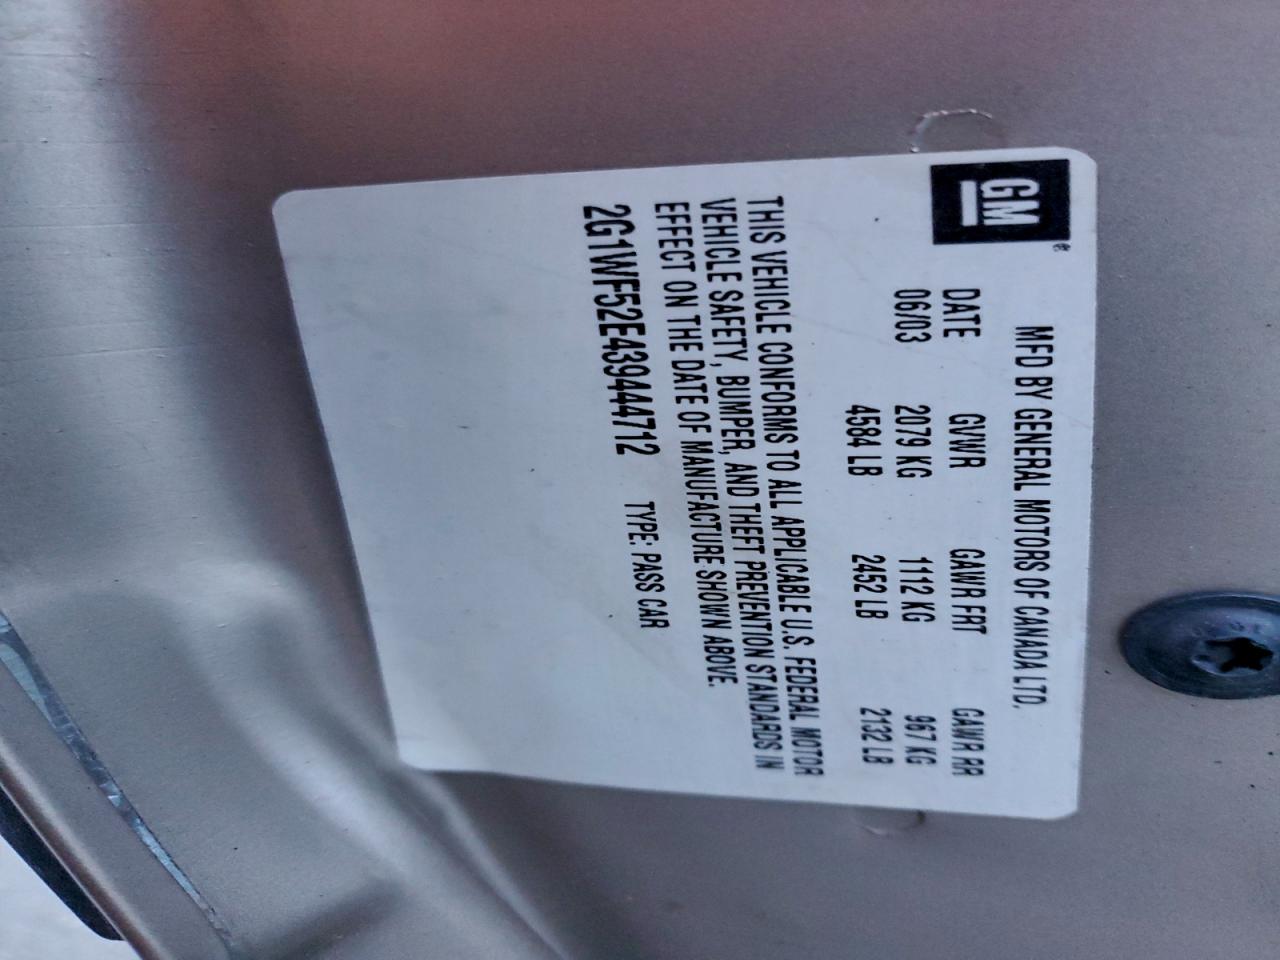 GM®
MFD BY GENERAL MOTORS OF CANADA LTD.
DATE GVWR GAWR FRT GAWR RR
06/03 2079 KG 1112 KG 967 KG
4584 LB 2452 LB 2132 LB
THIS VEHICLE CONFORMS TO ALL APPLICABLE U.S. FEDERAL MOTOR
VEHICLE SAFETY, BUMPER, AND THEFT PREVENTION STANDARDS IN
EFFECT ON THE DATE OF MANUFACTURE SHOWN ABOVE.
2G1WF52E439444712 TYPE: PASS CAR